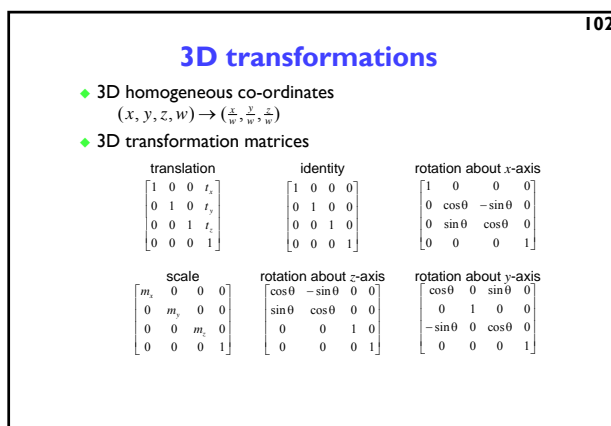 102
3D transformations
◆ 3D homogeneous co-ordinates
(x, y, z, w) → (x/w, y/w, z/w)
◆ 3D transformation matrices
translation
[1 0 0 tₓ]
[0 1 0 t_y]
[0 0 1 t_z]
[0 0 0 1]
identity
[1 0 0 0]
[0 1 0 0]
[0 0 1 0]
[0 0 0 1]
rotation about x-axis
[1 0 0 0]
[0 cosθ −sinθ 0]
[0 sinθ cosθ 0]
[0 0 0 1]
scale
[mₓ 0 0 0]
[0 m_y 0 0]
[0 0 m_z 0]
[0 0 0 1]
rotation about z-axis
[cosθ −sinθ 0 0]
[sinθ cosθ 0 0]
[0 0 1 0]
[0 0 0 1]
rotation about y-axis
[cosθ 0 sinθ 0]
[0 1 0 0]
[−sinθ 0 cosθ 0]
[0 0 0 1]